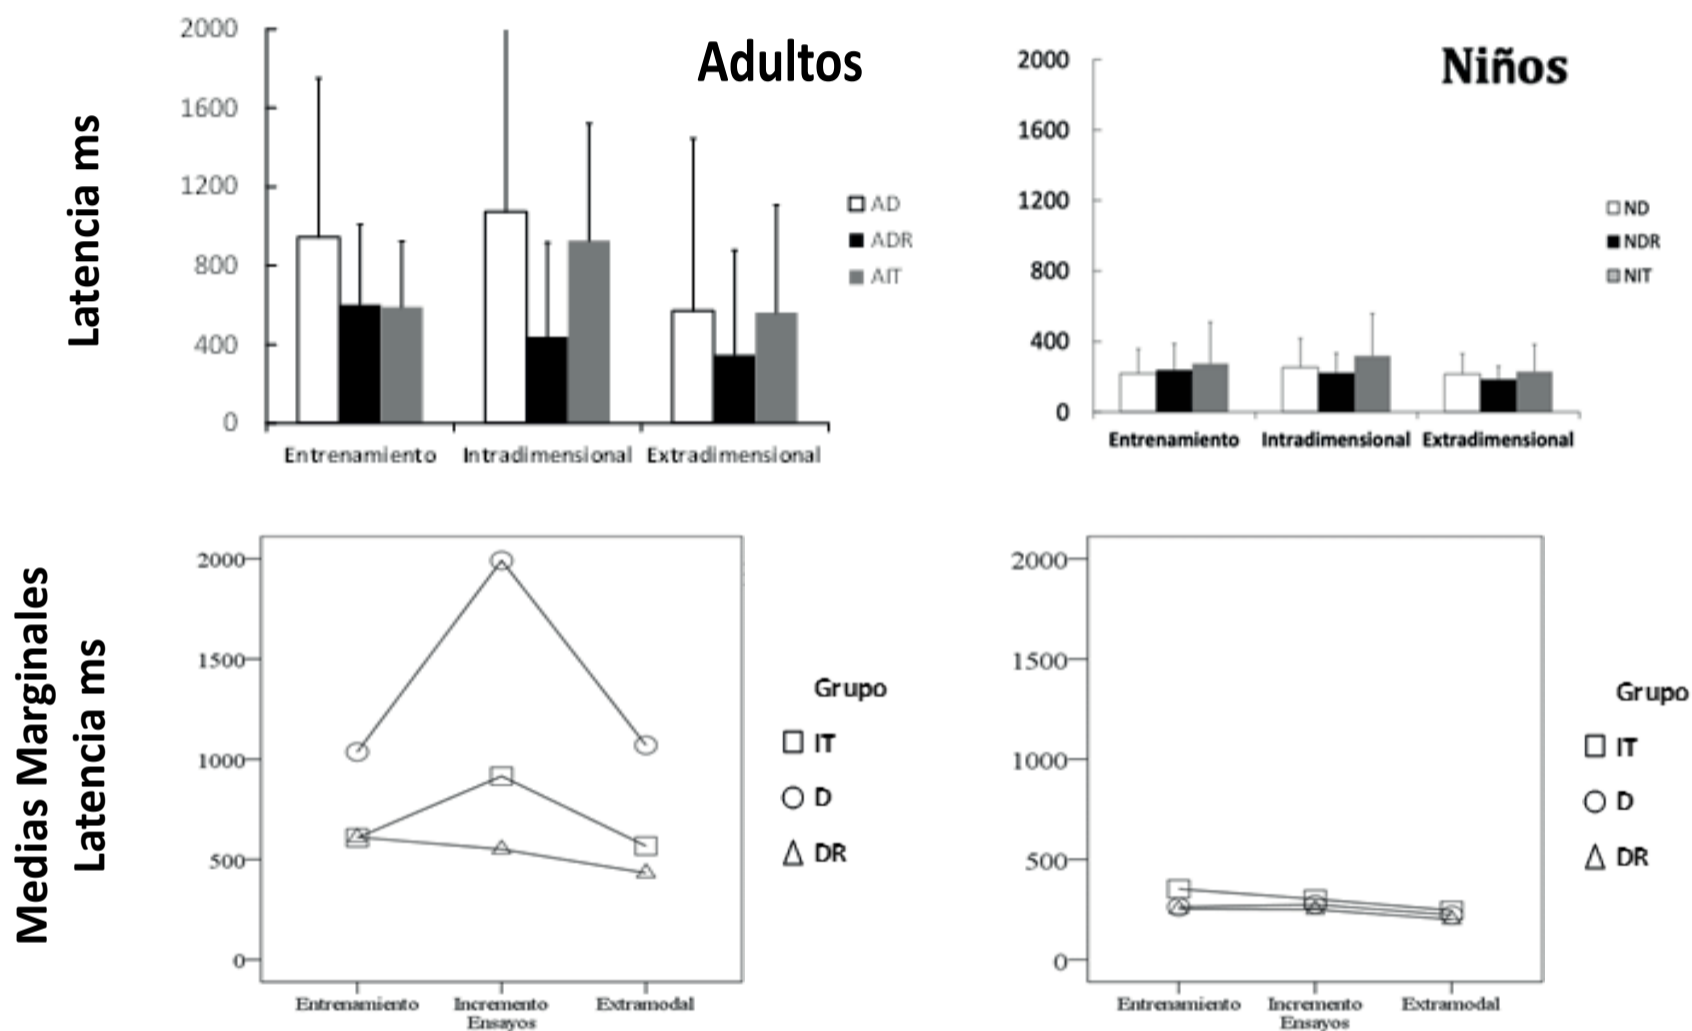 Adultos
Latencia ms
2000
1600
1200
800
400
0
Entrenamiento Intradimensional Extradimensional
AD
ADR
AIT
Niños
2000
1600
1200
800
400
0
Entrenamiento Intradimensional Extradimensional
ND
NDR
NIT
Medias Marginales
Latencia ms
2000
1500
1000
500
0
Entrenamiento Incremento Extramodal
Ensayos
Grupo
IT
D
DR
2000
1500
1000
500
0
Entrenamiento Incremento Extramodal
Ensayos
Grupo
IT
D
DR